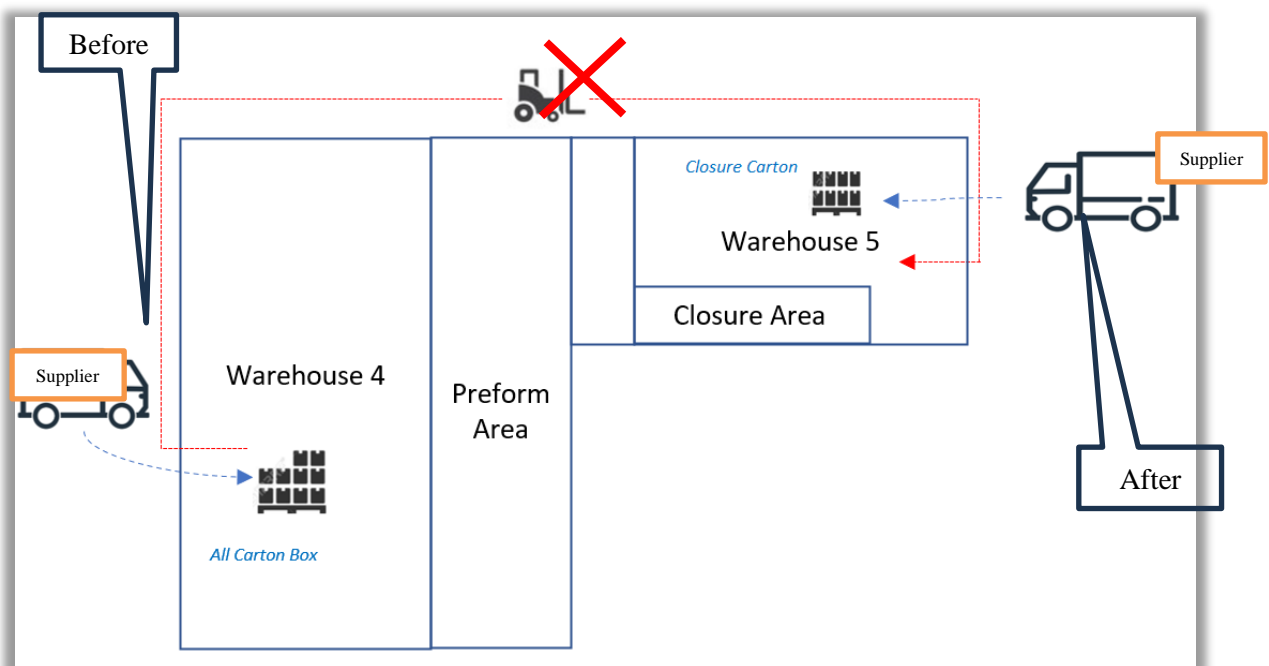 Before
Supplier
Closure Carton
Warehouse 5
Closure Area
Supplier
Warehouse 4
Preform
Area
After
All Carton Box